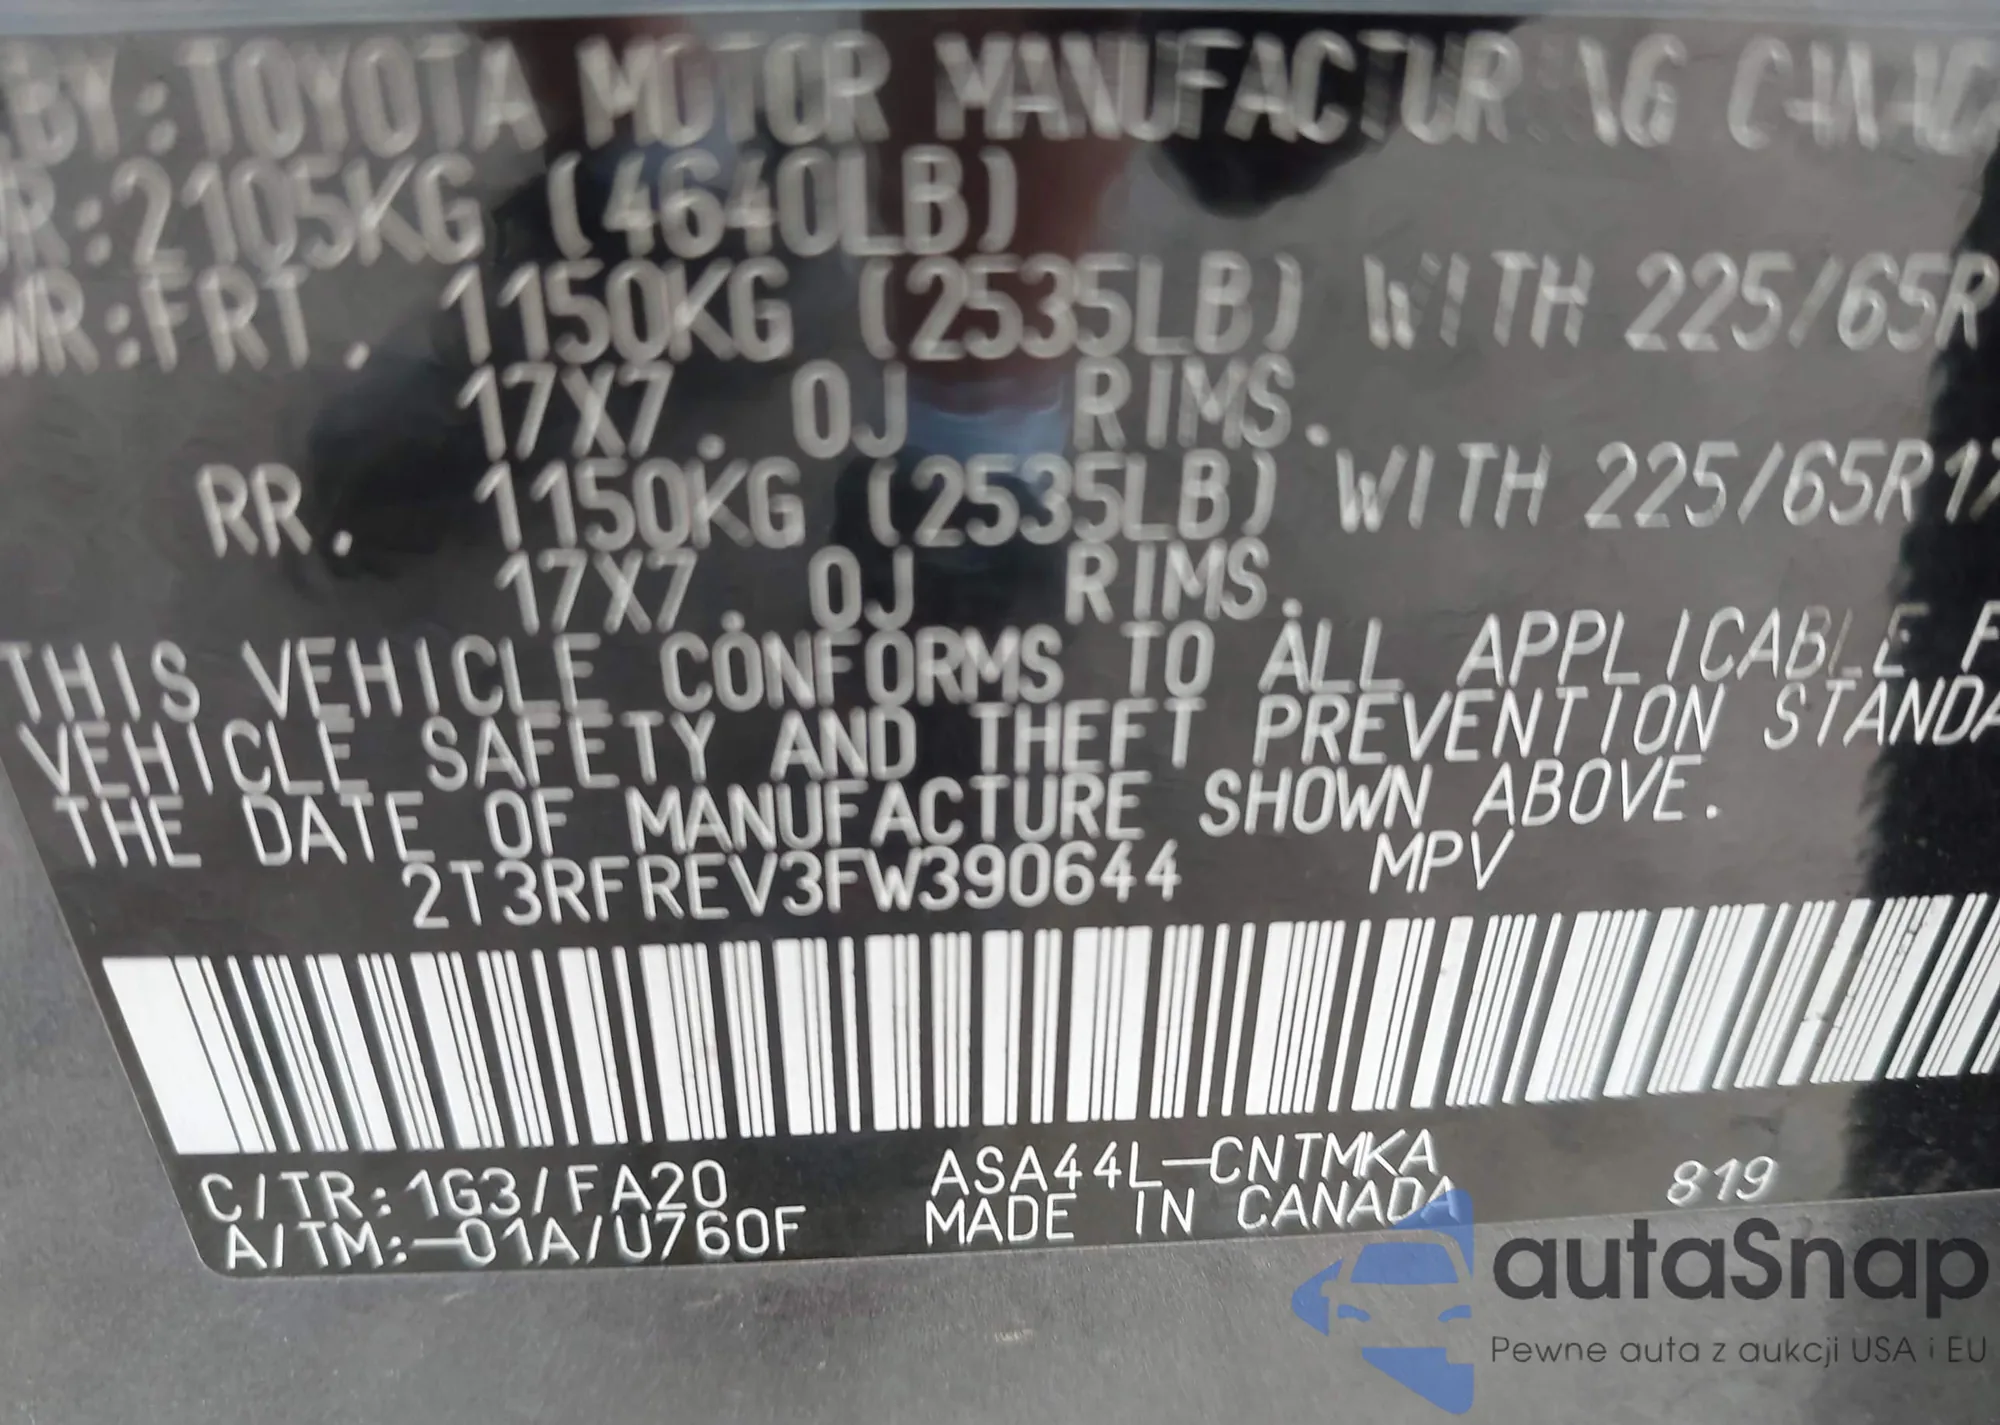 BY:TOYOTA MOTOR MANUFACTURING CANADA
R:2105KG (4640LB)
WR:FRT. 1150KG (2535LB) WITH 225/65R
17X7.0J RIMS.
RR. 1150KG (2535LB) WITH 225/65R17
17X7.0J RIMS.
THIS VEHICLE CONFORMS TO ALL APPLICABLE F
VEHICLE SAFETY AND THEFT PREVENTION STANDA
THE DATE OF MANUFACTURE SHOWN ABOVE.
2T3RFREV3FW390644 MPV
C/TR:1G3/FA20 ASA44L-CNTMKA 819
A/TM:-01A/U760F MADE IN CANADA
autaSnap
Pewne auta z aukcji USA i EU